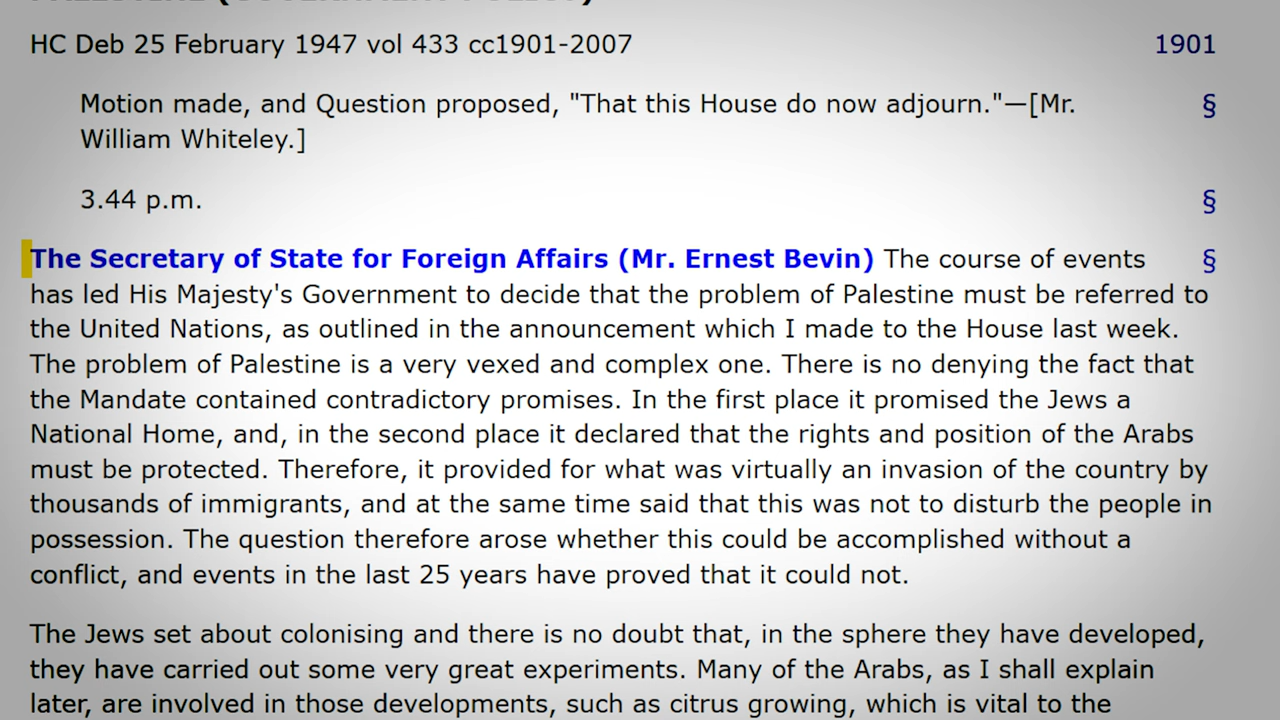 PALESTINE (GOVERNMENT POLICY)
HC Deb 25 February 1947 vol 433 cc1901-2007 1901
Motion made, and Question proposed, "That this House do now adjourn."—[Mr. §
William Whiteley.]
3.44 p.m. §
The Secretary of State for Foreign Affairs (Mr. Ernest Bevin) The course of events §
has led His Majesty's Government to decide that the problem of Palestine must be referred to
the United Nations, as outlined in the announcement which I made to the House last week.
The problem of Palestine is a very vexed and complex one. There is no denying the fact that
the Mandate contained contradictory promises. In the first place it promised the Jews a
National Home, and, in the second place it declared that the rights and position of the Arabs
must be protected. Therefore, it provided for what was virtually an invasion of the country by
thousands of immigrants, and at the same time said that this was not to disturb the people in
possession. The question therefore arose whether this could be accomplished without a
conflict, and events in the last 25 years have proved that it could not.
The Jews set about colonising and there is no doubt that, in the sphere they have developed,
they have carried out some very great experiments. Many of the Arabs, as I shall explain
later, are involved in those developments, such as citrus growing, which is vital to the